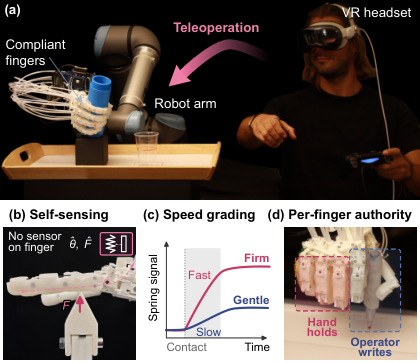 (a)
Teleoperation
VR headset
Compliant
fingers
Robot arm
(b) Self-sensing
No sensor
on finger
θ̂, F̂
F
(c) Speed grading
Spring signal
Firm
Fast
Gentle
Slow
Contact
Time
(d) Per-finger authority
Hand
holds
Operator
writes